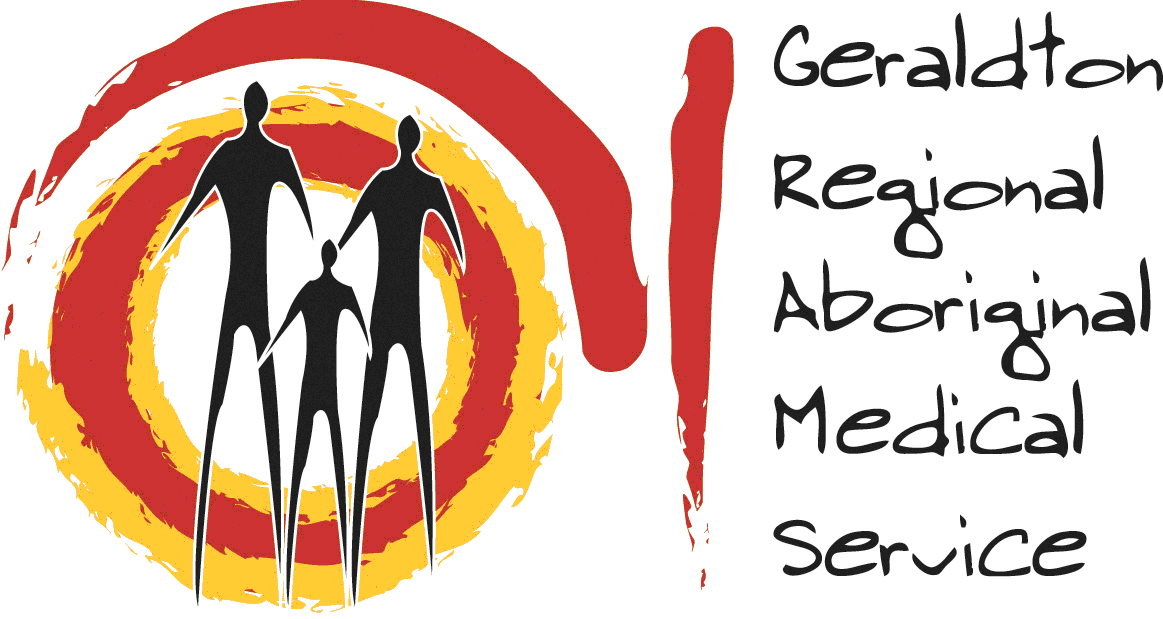 Geraldton
Regional
Aboriginal
Medical
Service